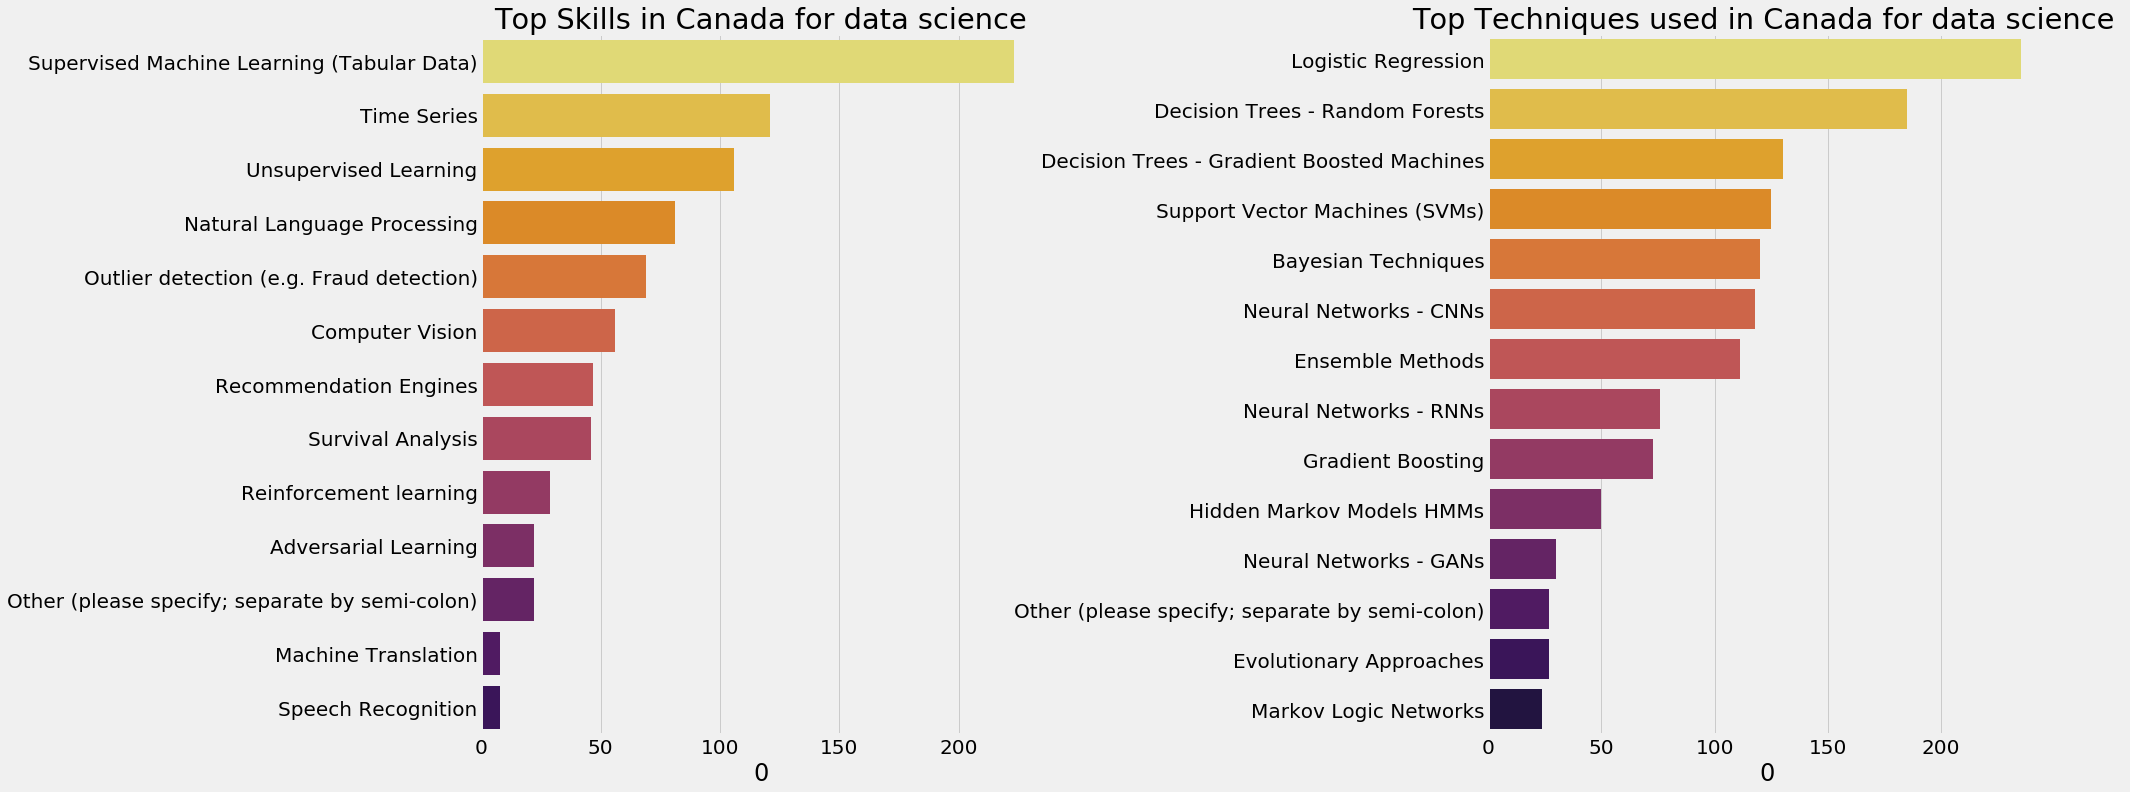 Top Skills in Canada for data science
Supervised Machine Learning (Tabular Data)
Time Series
Unsupervised Learning
Natural Language Processing
Outlier detection (e.g. Fraud detection)
Computer Vision
Recommendation Engines
Survival Analysis
Reinforcement learning
Adversarial Learning
Other (please specify; separate by semi-colon)
Machine Translation
Speech Recognition
0 50 100 150 200
0
Top Techniques used in Canada for data science
Logistic Regression
Decision Trees - Random Forests
Decision Trees - Gradient Boosted Machines
Support Vector Machines (SVMs)
Bayesian Techniques
Neural Networks - CNNs
Ensemble Methods
Neural Networks - RNNs
Gradient Boosting
Hidden Markov Models HMMs
Neural Networks - GANs
Other (please specify; separate by semi-colon)
Evolutionary Approaches
Markov Logic Networks
0 50 100 150 200
0